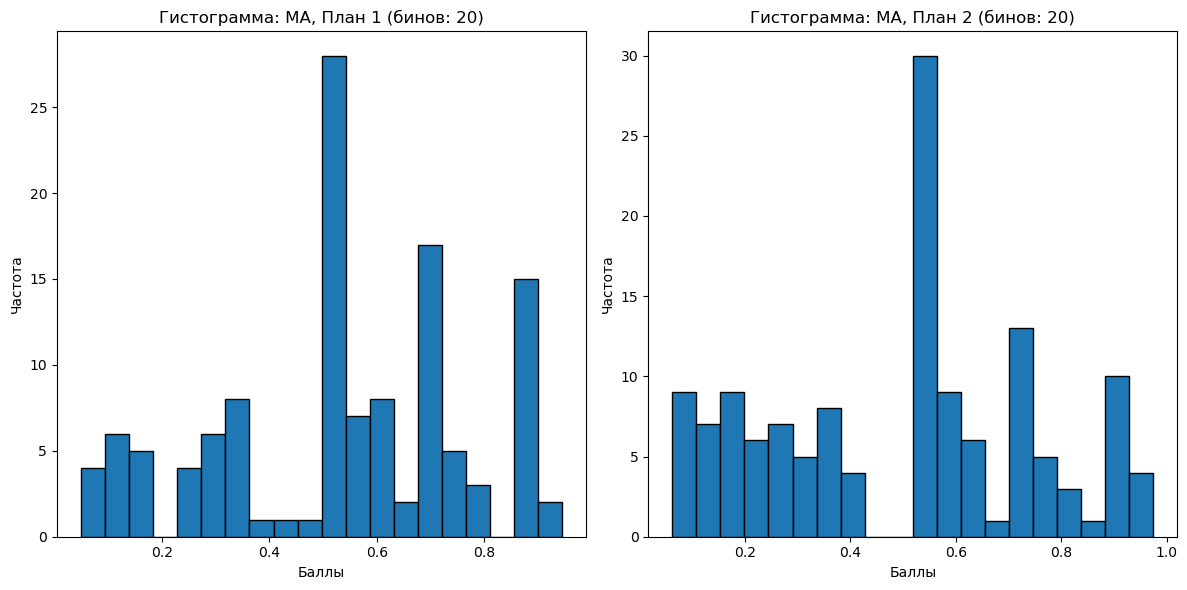 Гистограмма: MA, План 1 (бинов: 20)
Частота
25
20
15
10
5
0
0.2 0.4 0.6 0.8
Баллы
Гистограмма: MA, План 2 (бинов: 20)
Частота
30
25
20
15
10
5
0
0.2 0.4 0.6 0.8 1.0
Баллы